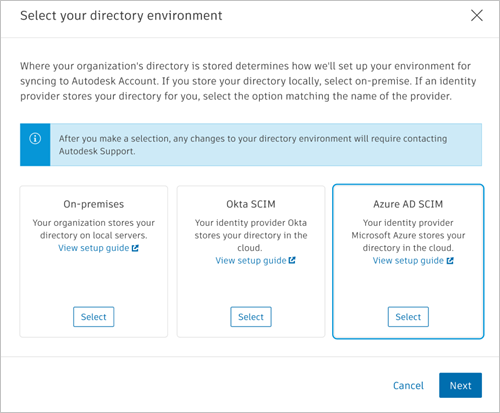 Select your directory environment
Where your organization's directory is stored determines how we'll set up your environment for
syncing to Autodesk Account. If you store your directory locally, select on-premise. If an identity
provider stores your directory for you, select the option matching the name of the provider.
After you make a selection, any changes to your directory environment will require contacting
Autodesk Support.
On-premises
Your organization stores your
directory on local servers.
View setup guide
Select
Okta SCIM
Your identity provider Okta
stores your directory in the
cloud.
View setup guide
Select
Azure AD SCIM
Your identity provider
Microsoft Azure stores your
directory in the cloud.
View setup guide
Select
Cancel
Next